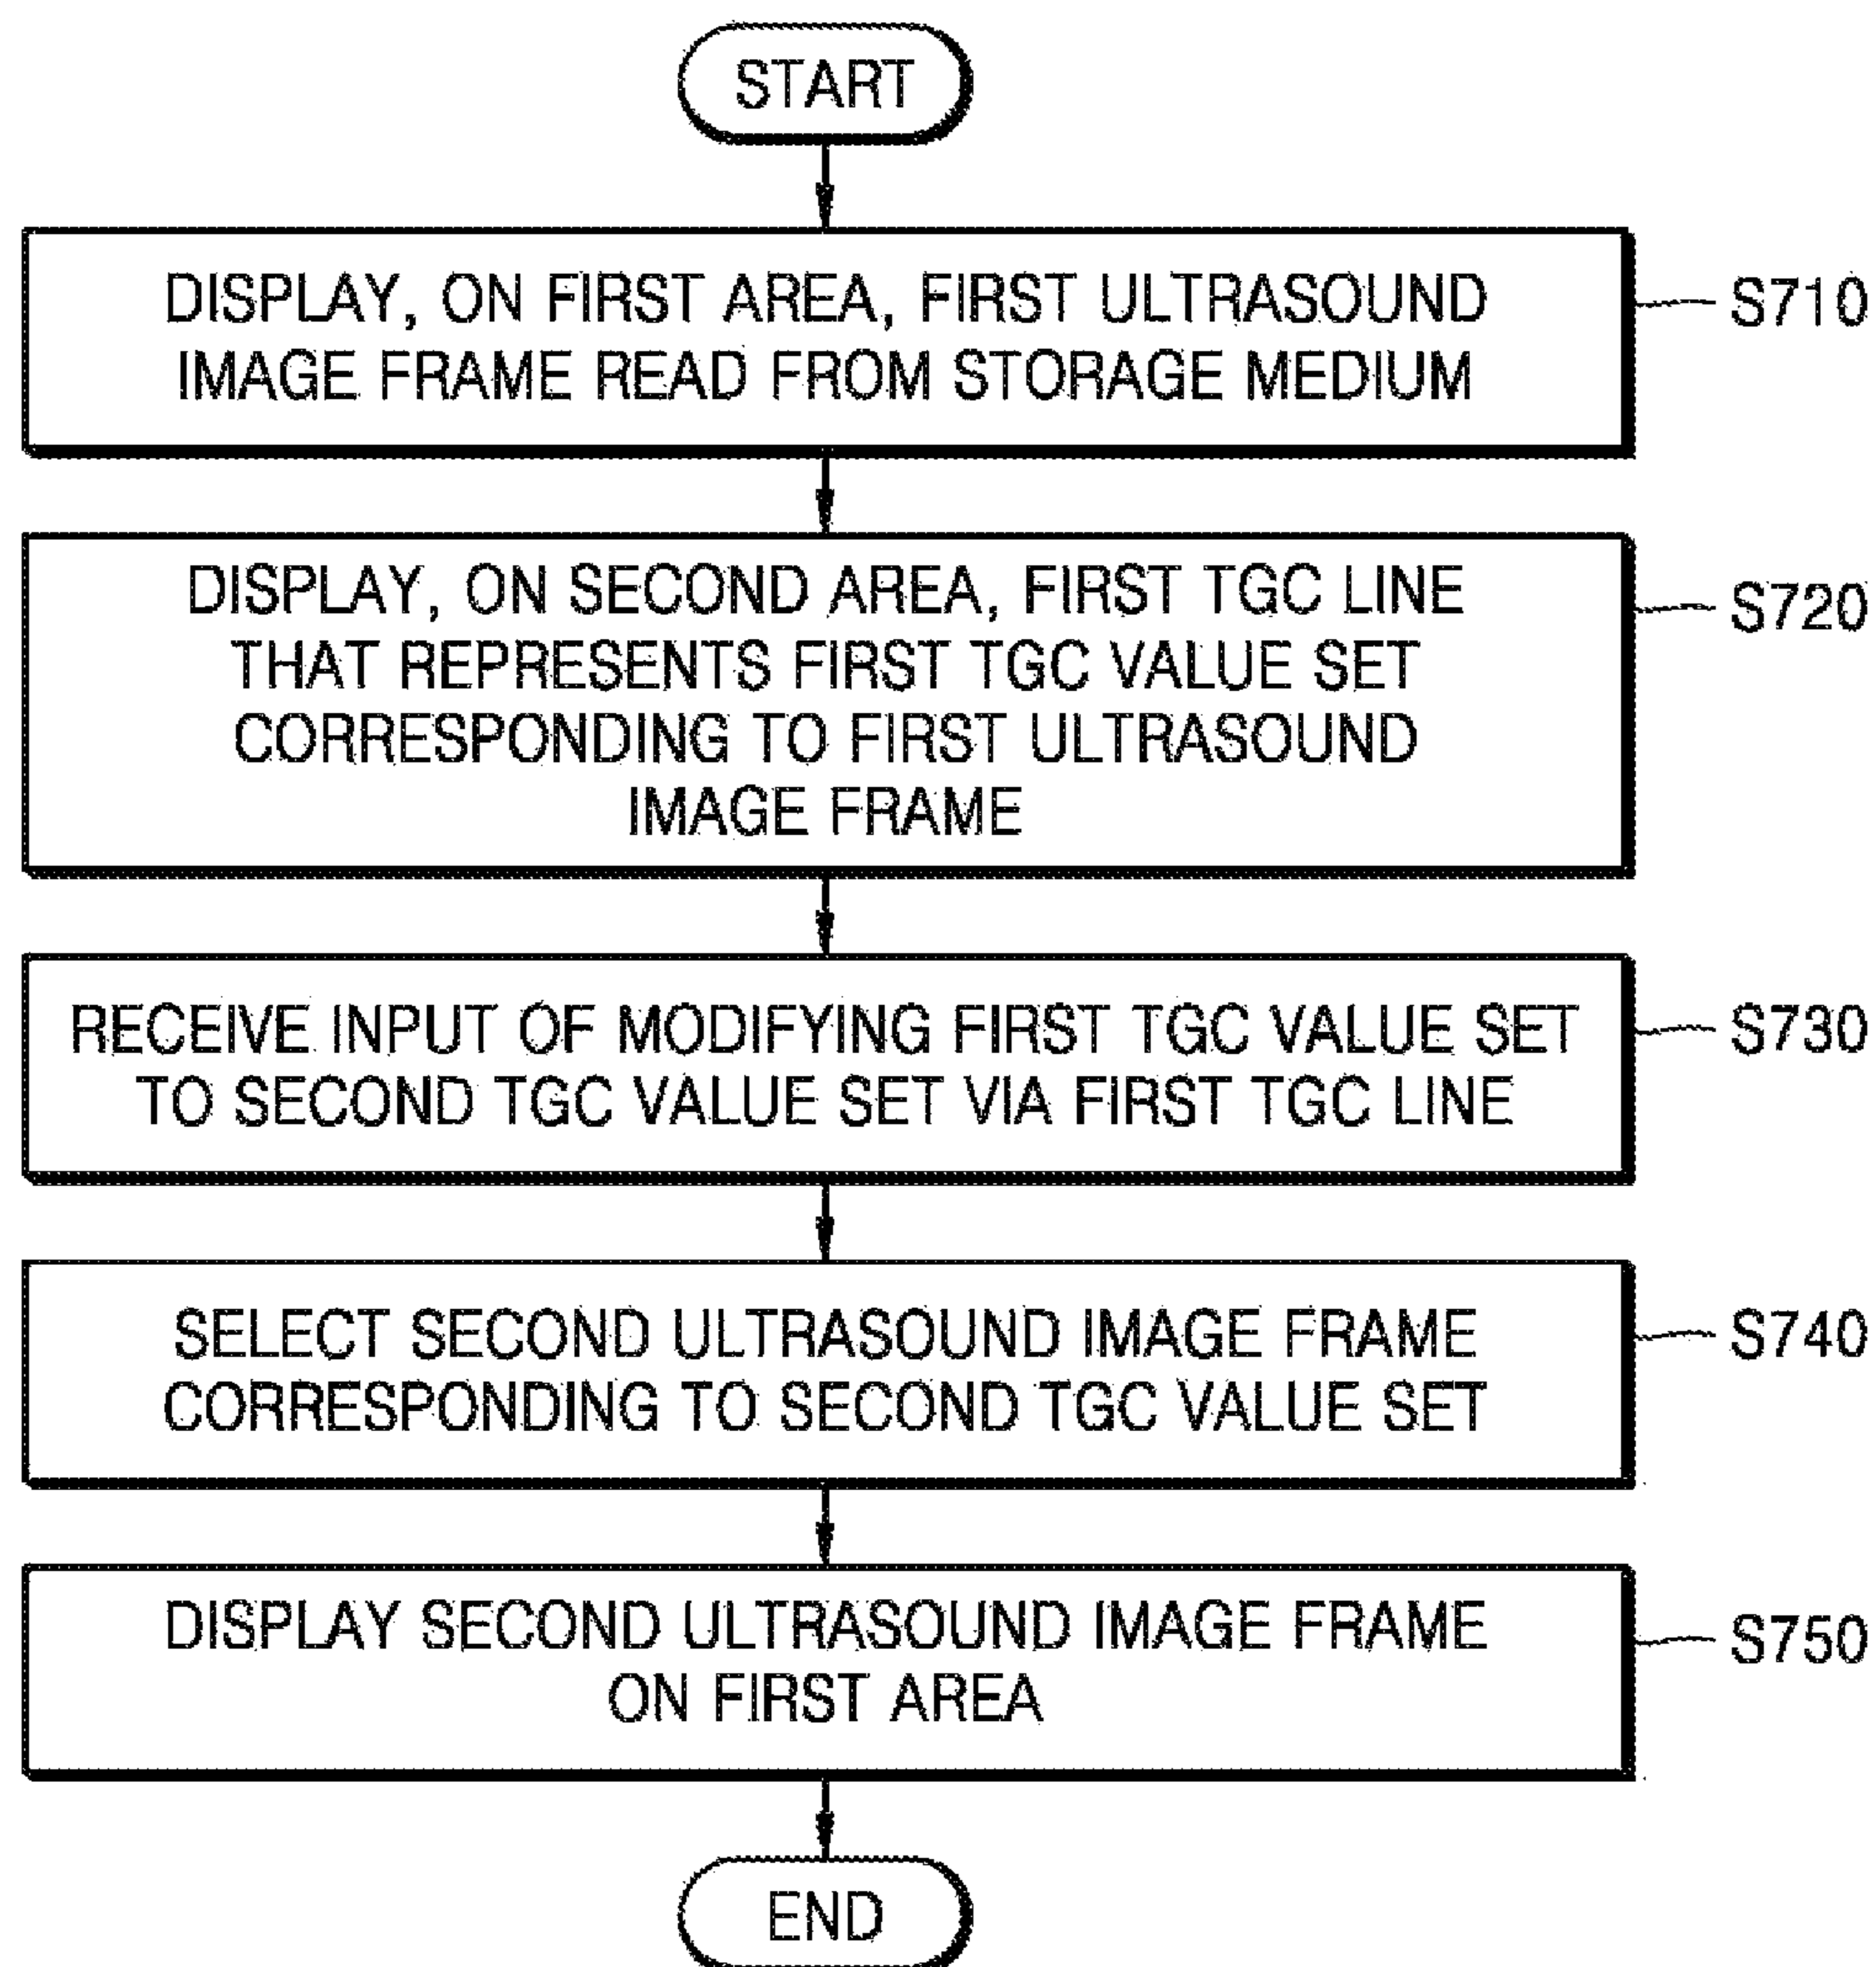 START
DISPLAY, ON FIRST AREA, FIRST ULTRASOUND
IMAGE FRAME READ FROM STORAGE MEDIUM
S710
DISPLAY, ON SECOND AREA, FIRST TGC LINE
THAT REPRESENTS FIRST TGC VALUE SET
CORRESPONDING TO FIRST ULTRASOUND
IMAGE FRAME
S720
RECEIVE INPUT OF MODIFYING FIRST TGC VALUE SET
TO SECOND TGC VALUE SET VIA FIRST TGC LINE
S730
SELECT SECOND ULTRASOUND IMAGE FRAME
CORRESPONDING TO SECOND TGC VALUE SET
S740
DISPLAY SECOND ULTRASOUND IMAGE FRAME
ON FIRST AREA
S750
END